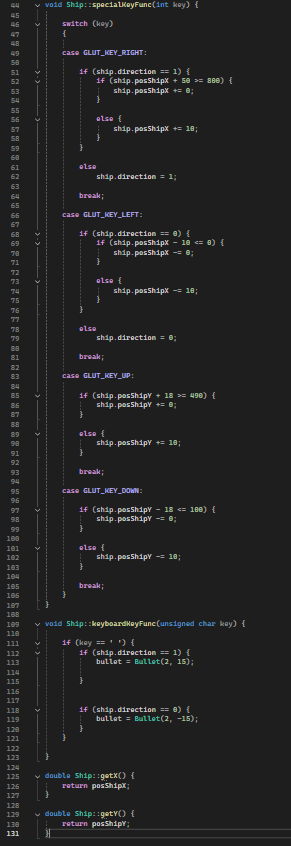 44 void Ship::specialKeyFunc(int key) {
45
46 switch (key)
47 {
48
49 case GLUT_KEY_RIGHT:
50
51 if (ship.direction == 1) {
52 if (ship.posShipX + 50 >= 800) {
53 ship.posShipX += 0;
54 }
55
56 else {
57 ship.posShipX += 10;
58 }
59 }
60
61 else
62 ship.direction = 1;
63
64 break;
65
66 case GLUT_KEY_LEFT:
67
68 if (ship.direction == 0) {
69 if (ship.posShipX - 10 <= 0) {
70 ship.posShipX -= 0;
71 }
72
73 else {
74 ship.posShipX -= 10;
75 }
76 }
77
78 else
79 ship.direction = 0;
80
81 break;
82
83 case GLUT_KEY_UP:
84
85 if (ship.posShipY + 18 >= 490) {
86 ship.posShipY += 0;
87 }
88
89 else {
90 ship.posShipY += 10;
91 }
92
93 break;
94
95 case GLUT_KEY_DOWN:
96
97 if (ship.posShipY - 18 <= 100) {
98 ship.posShipY -= 0;
99 }
100
101 else {
102 ship.posShipY -= 10;
103 }
104
105 break;
106 }
107 }
108
109 void Ship::keyboardKeyFunc(unsigned char key) {
110
111 if (key == ' ') {
112 if (ship.direction == 1) {
113 bullet = Bullet(2, 15);
114
115 }
116
117
118 if (ship.direction == 0) {
119 bullet = Bullet(2, -15);
120 }
121 }
122
123 }
124
125 double Ship::getX() {
126 return posShipX;
127 }
128
129 double Ship::getY() {
130 return posShipY;
131 }